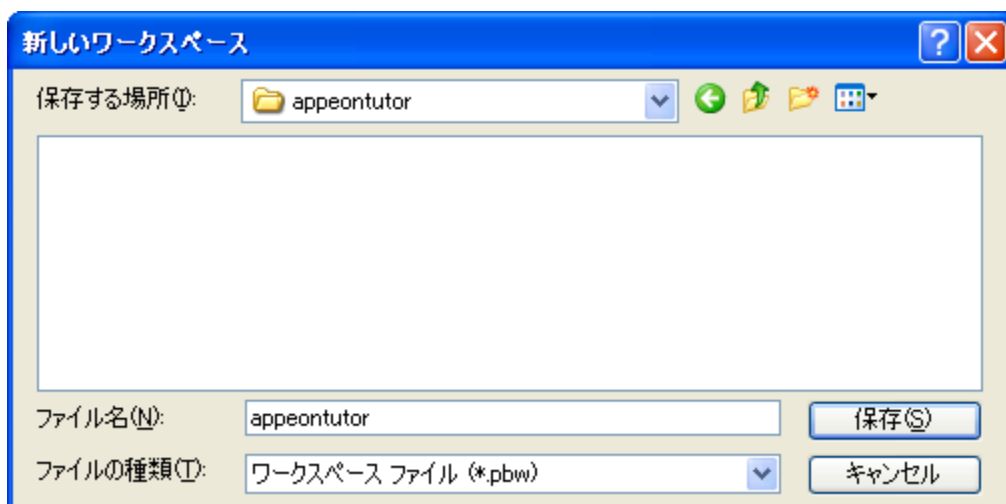 新しいワークスペース
保存する場所(I): appeontutor
ファイル名(N): appeontutor 保存(S)
ファイルの種類(T): ワークスペース ファイル (*.pbw) キャンセル